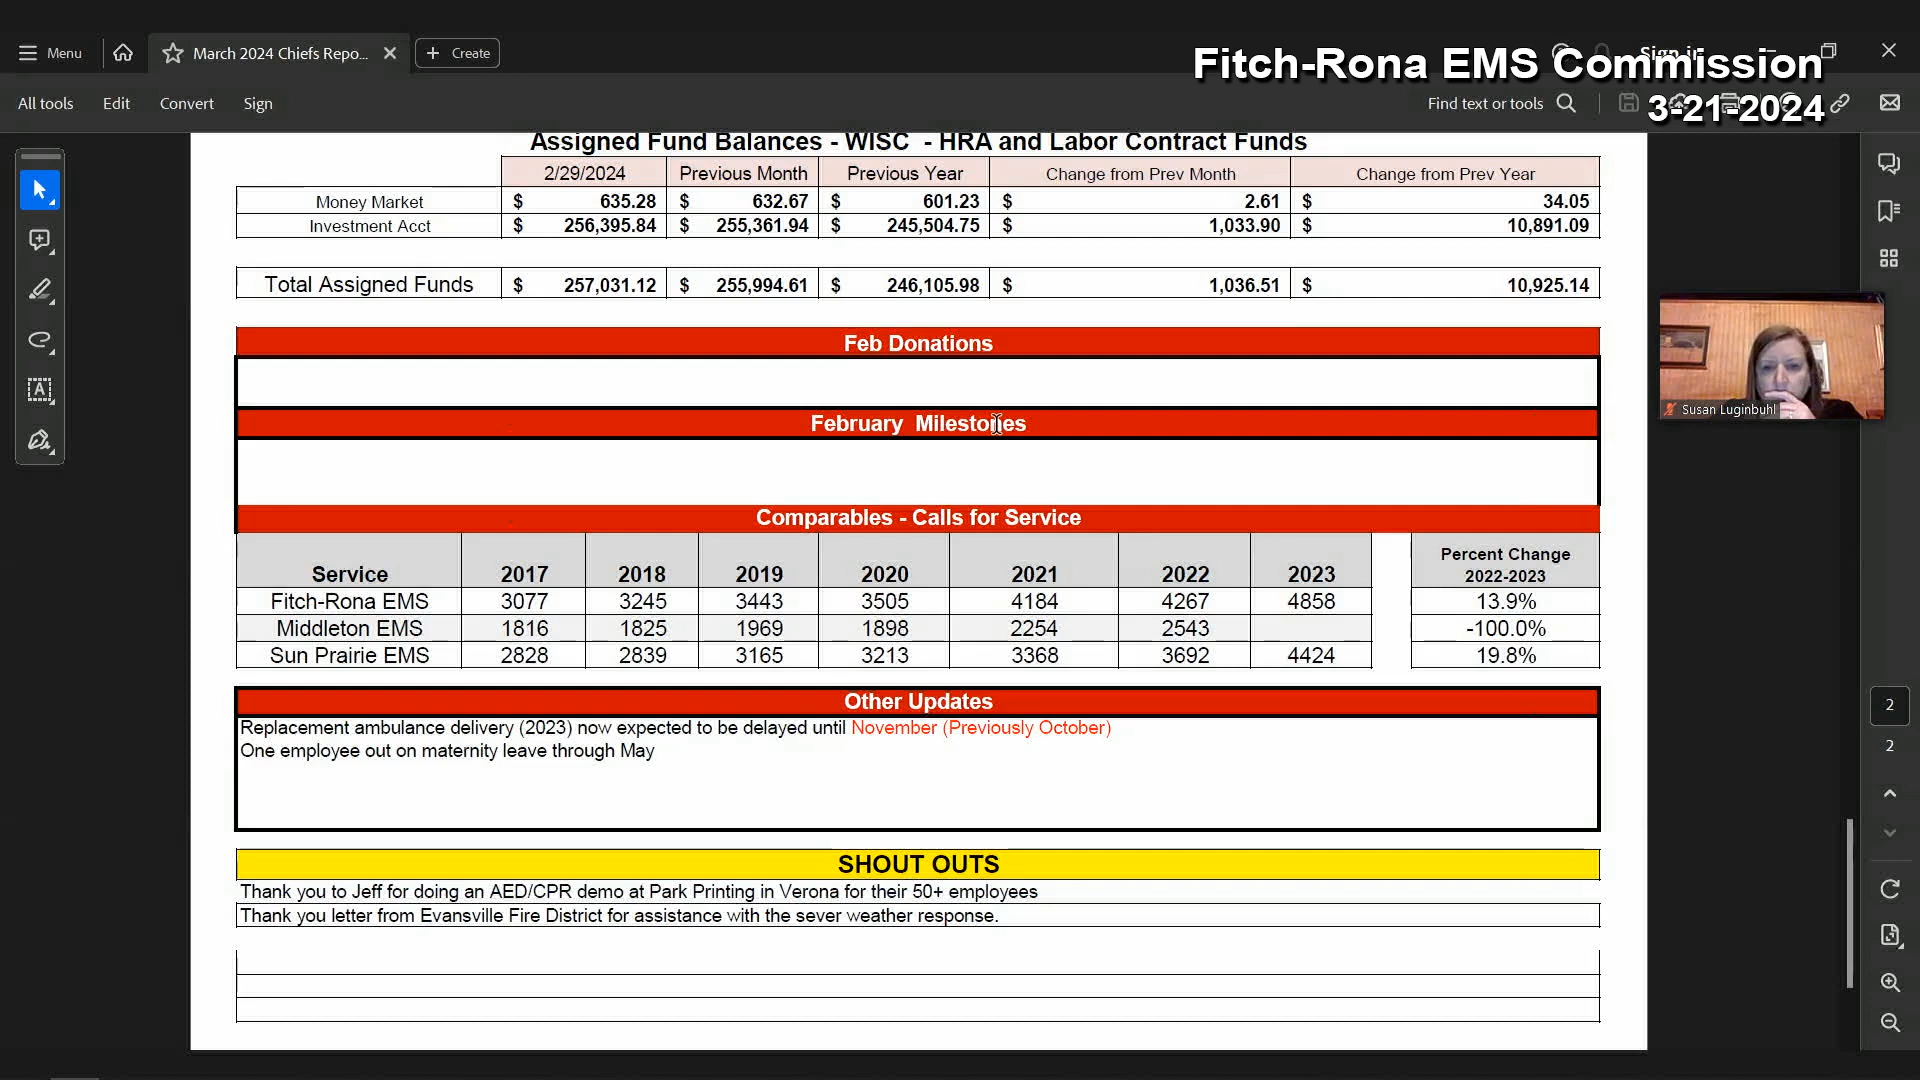 Menu
March 2024 Chiefs Repo...
Create
Fitch-Rona EMS Commission
3-21-2024
All tools
Edit
Convert
Sign
Find text or tools
Assigned Fund Balances - WISC - HRA and Labor Contract Funds
2/29/2024 Previous Month Previous Year Change from Prev Month Change from Prev Year
Money Market $ 635.28 $ 632.67 $ 601.23 $ 2.61 $ 34.05
Investment Acct $ 256,395.84 $ 255,361.94 $ 245,504.75 $ 1,033.90 $ 10,891.09
Total Assigned Funds $ 257,031.12 $ 255,994.61 $ 246,105.98 $ 1,036.51 $ 10,925.14
Feb Donations
February Milestones
Susan Luginbuhl
Comparables - Calls for Service
Service 2017 2018 2019 2020 2021 2022 2023 Percent Change 2022-2023
Fitch-Rona EMS 3077 3245 3443 3505 4184 4267 4858 13.9%
Middleton EMS 1816 1825 1969 1898 2254 2543 -100.0%
Sun Prairie EMS 2828 2839 3165 3213 3368 3692 4424 19.8%
Other Updates
Replacement ambulance delivery (2023) now expected to be delayed until November (Previously October)
One employee out on maternity leave through May
2
2
SHOUT OUTS
Thank you to Jeff for doing an AED/CPR demo at Park Printing in Verona for their 50+ employees
Thank you letter from Evansville Fire District for assistance with the sever weather response.